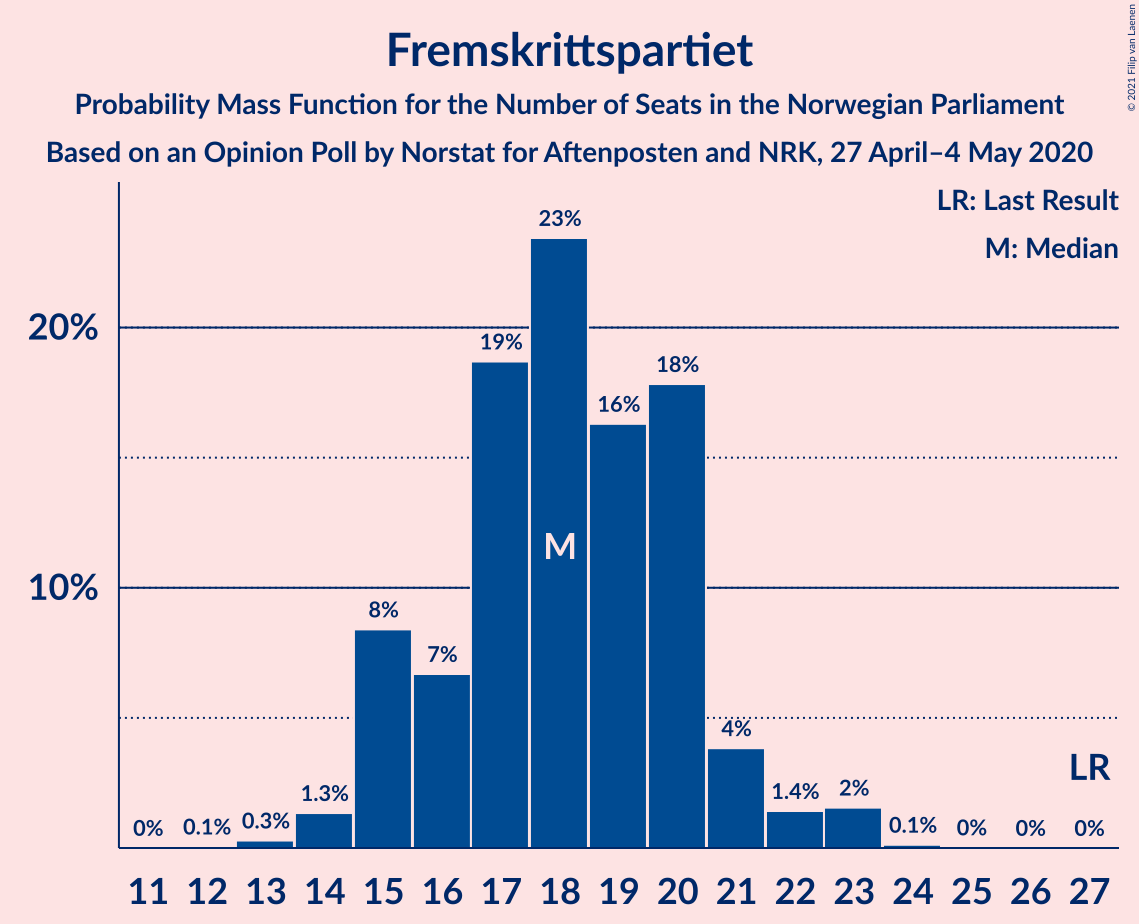 Fremskrittspartiet
Probability Mass Function for the Number of Seats in the Norwegian Parliament
Based on an Opinion Poll by Norstat for Aftenposten and NRK, 27 April–4 May 2020
© 2021 Filip van Laenen
LR: Last Result
M: Median
20%
10%
0% 0.1% 0.3% 1.3% 8% 7% 19% 23% 16% 18% 4% 1.4% 2% 0.1% 0% 0% 0%
M
LR
11 12 13 14 15 16 17 18 19 20 21 22 23 24 25 26 27